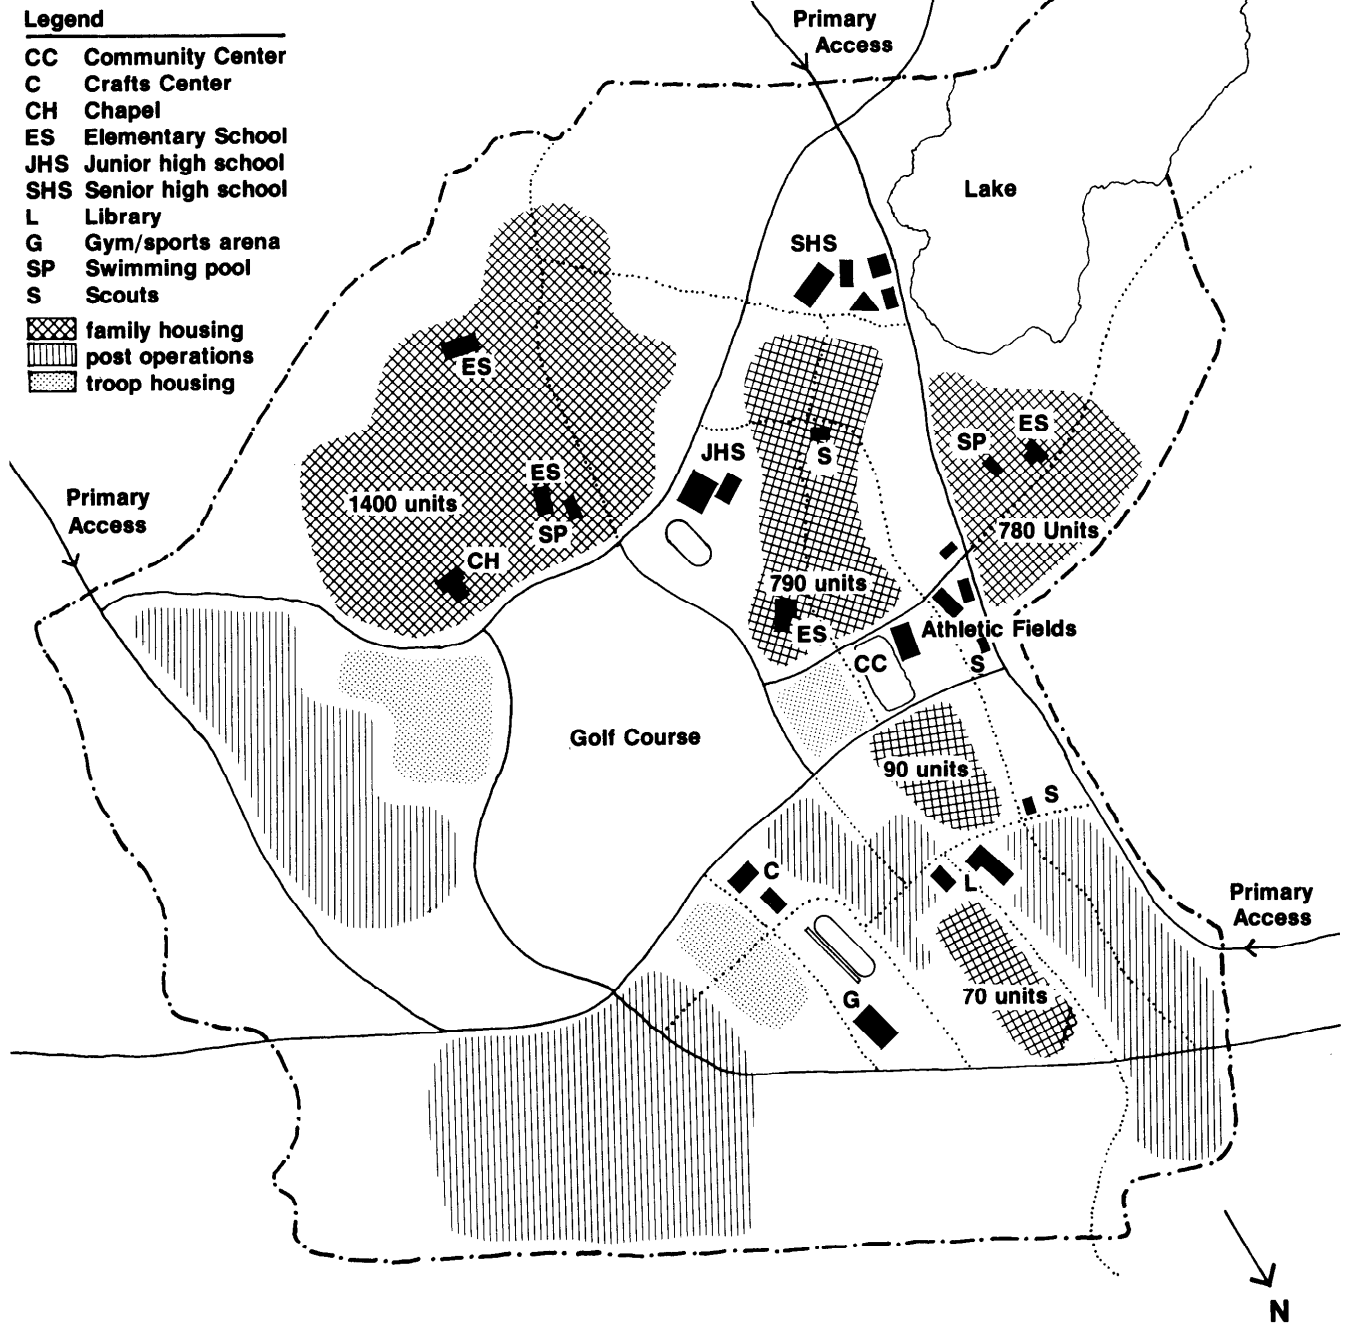 Legend
CC Community Center
C Crafts Center
CH Chapel
ES Elementary School
JHS Junior high school
SHS Senior high school
L Library
G Gym/sports arena
SP Swimming pool
S Scouts
family housing
post operations
troop housing
Primary
Access
Lake
SHS
ES
JHS
S
SP
ES
1400 units
ES
SP
CH
Primary
Access
780 Units
790 units
ES
Athletic Fields
CC
S
Golf Course
90 units
S
C
L
Primary
Access
70 units
G
N